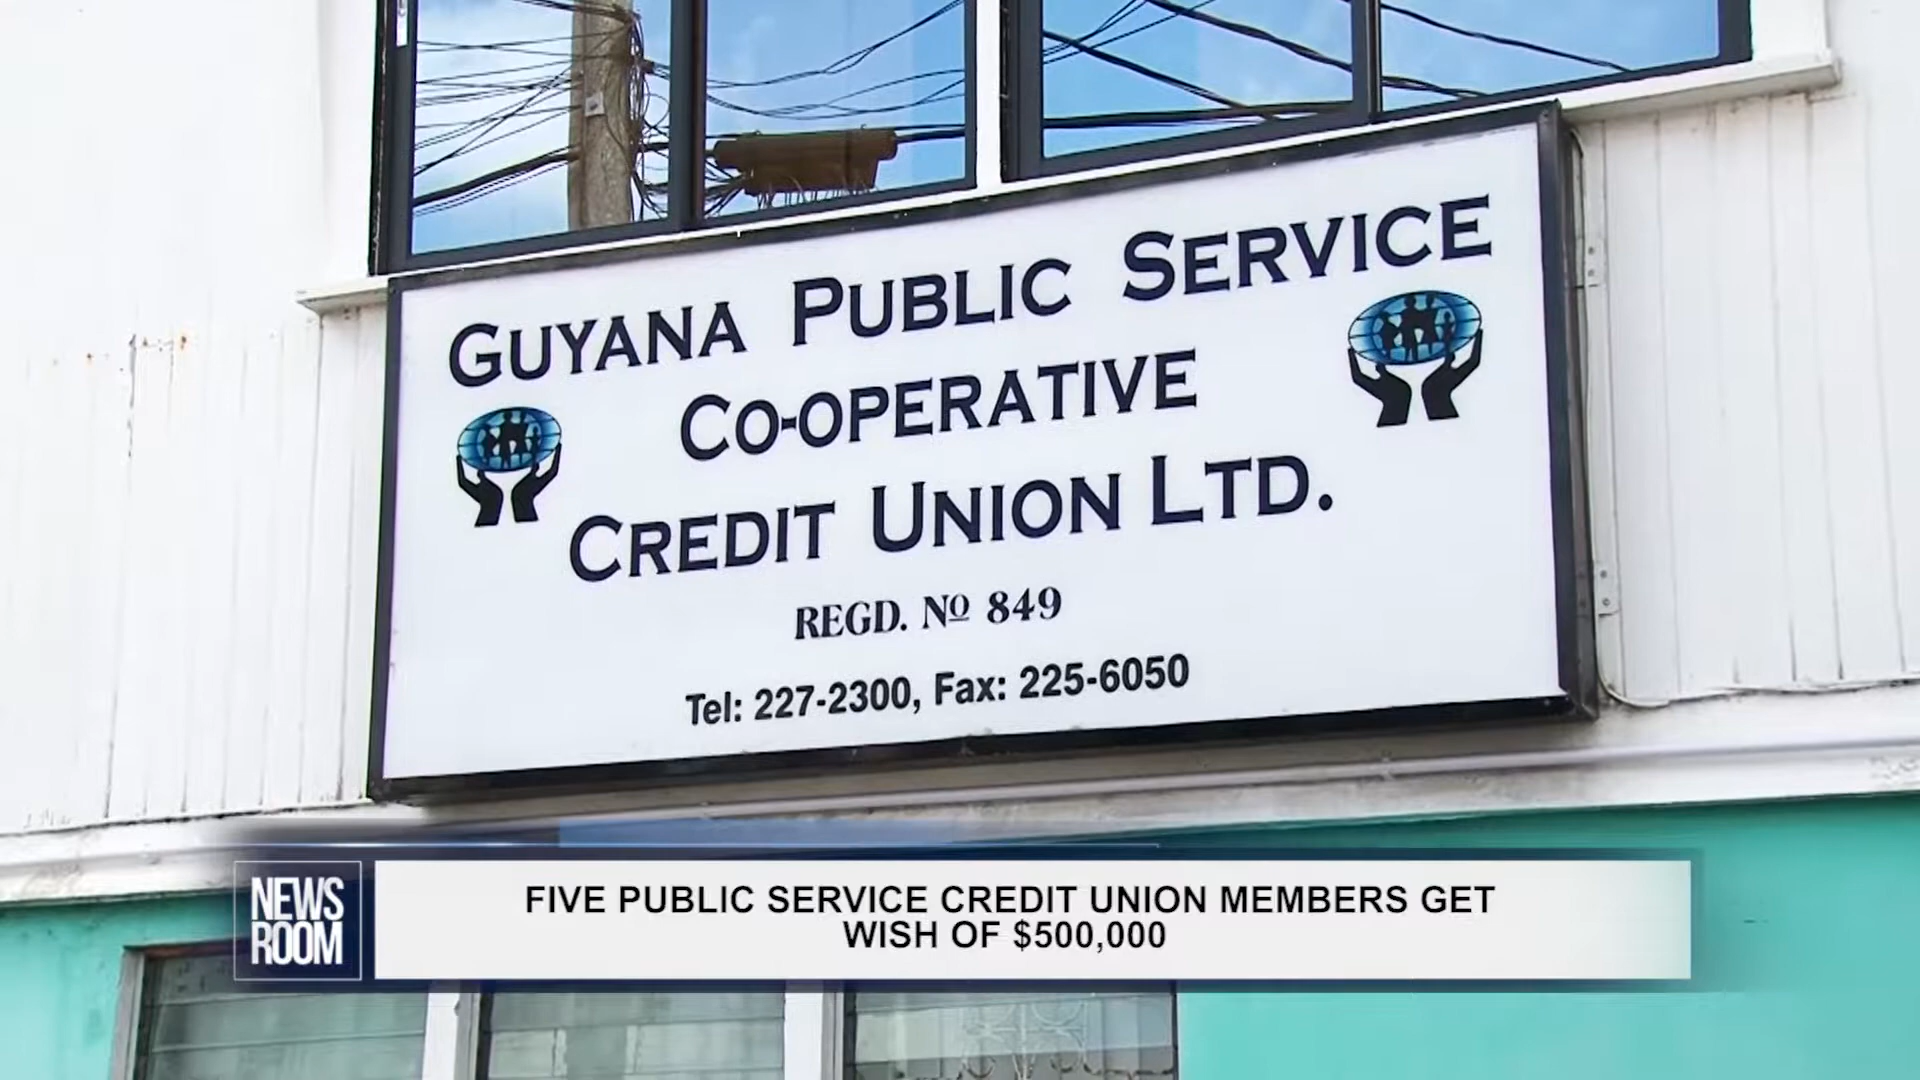 GUYANA PUBLIC SERVICE
CO-OPERATIVE
CREDIT UNION LTD.
REGD. Nº 849
Tel: 227-2300, Fax: 225-6050
NEWS
ROOM
FIVE PUBLIC SERVICE CREDIT UNION MEMBERS GET
WISH OF $500,000